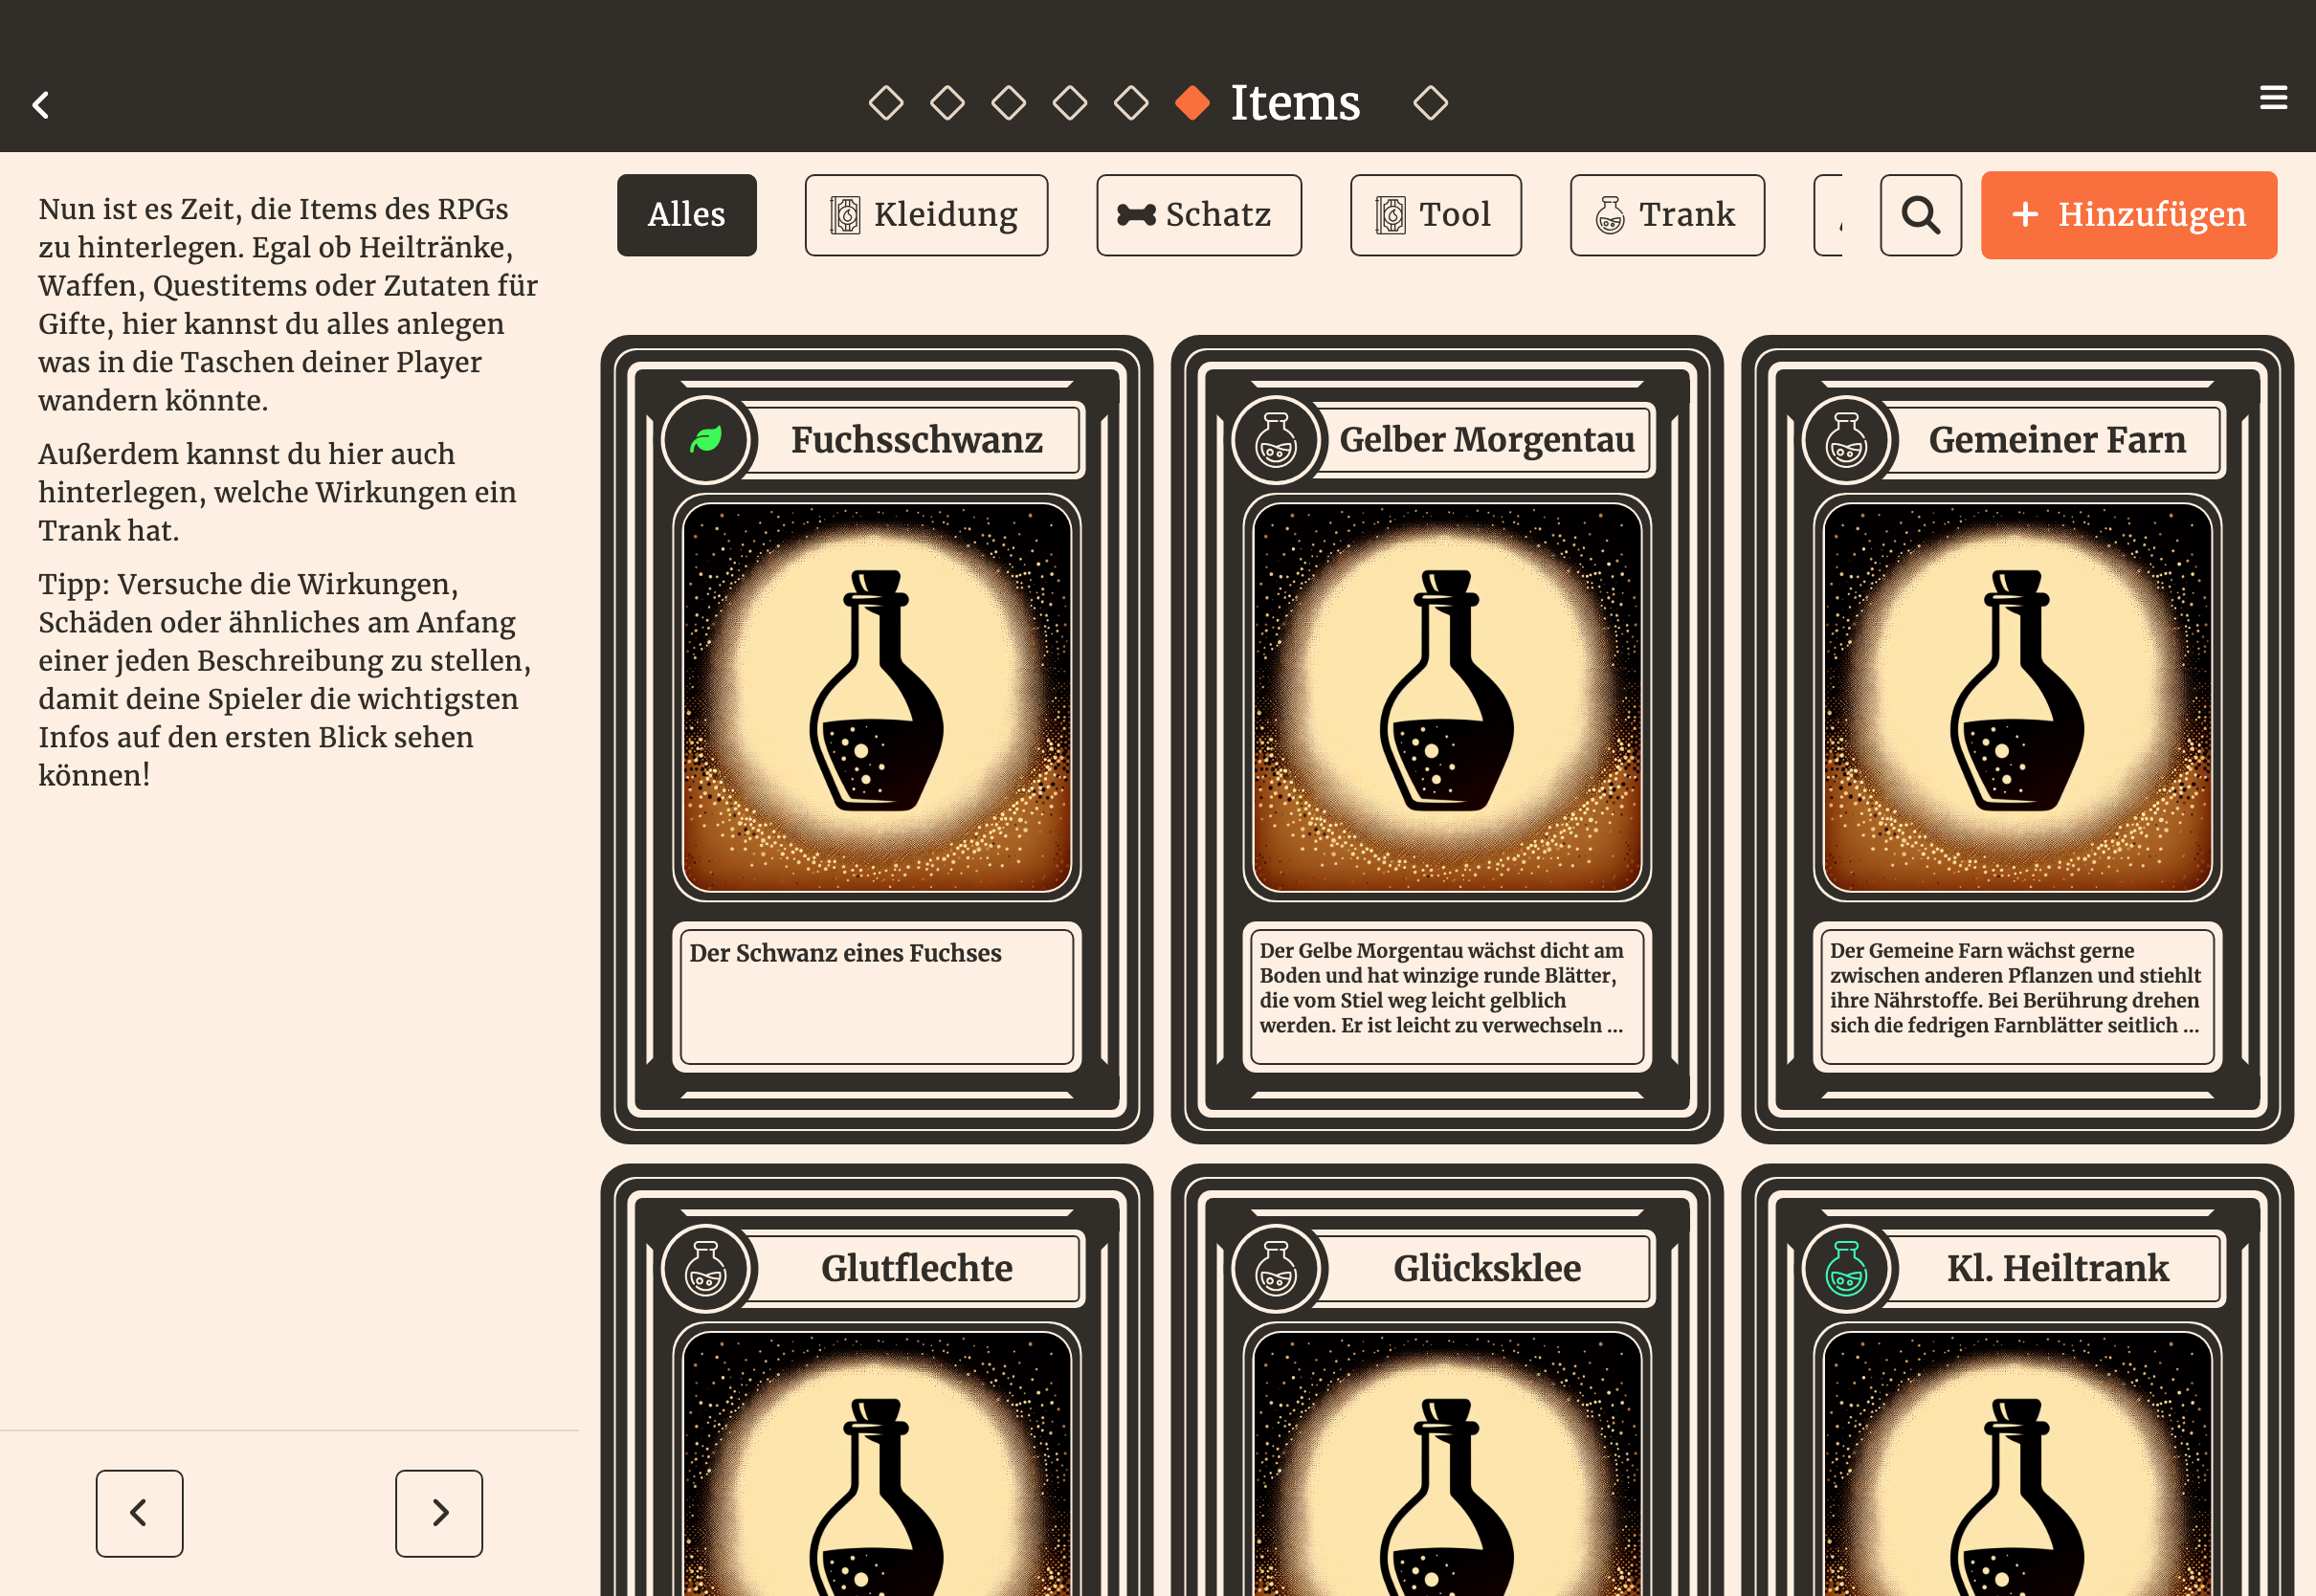 Items
Nun ist es Zeit, die Items des RPGs
zu hinterlegen. Egal ob Heiltränke,
Waffen, Questitems oder Zutaten für
Gifte, hier kannst du alles anlegen
was in die Taschen deiner Player
wandern könnte.
Außerdem kannst du hier auch
hinterlegen, welche Wirkungen ein
Trank hat.
Tipp: Versuche die Wirkungen,
Schäden oder ähnliches am Anfang
einer jeden Beschreibung zu stellen,
damit deine Spieler die wichtigsten
Infos auf den ersten Blick sehen
können!
Alles
Kleidung
Schatz
Tool
Trank
Hinzufügen
Fuchsschwanz
Der Schwanz eines Fuchses
Gelber Morgentau
Der Gelbe Morgentau wächst dicht am
Boden und hat winzige runde Blätter,
die vom Stiel weg leicht gelblich
werden. Er ist leicht zu verwechseln ...
Gemeiner Farn
Der Gemeine Farn wächst gerne
zwischen anderen Pflanzen und stiehlt
ihre Nährstoffe. Bei Berührung drehen
sich die fedrigen Farnblätter seitlich ...
Glutflechte
Glücksklee
Kl. Heiltrank